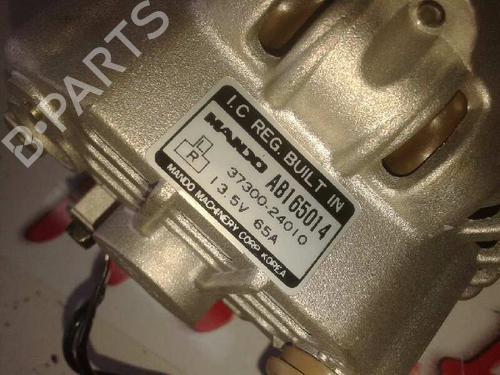 B-PARTS
I.C REG. BUILT IN
MANDO AB165014
L
R
37300-24010
13.5V 65A
MANDO MACHINERY CORP KOREA